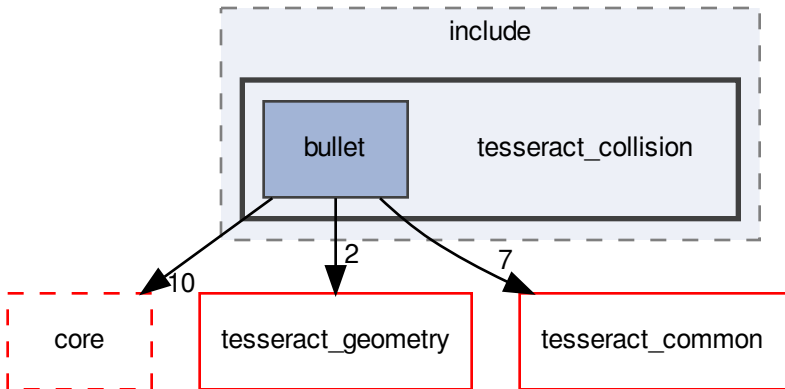 include
bullet
tesseract_collision
10
2
7
core
tesseract_geometry
tesseract_common